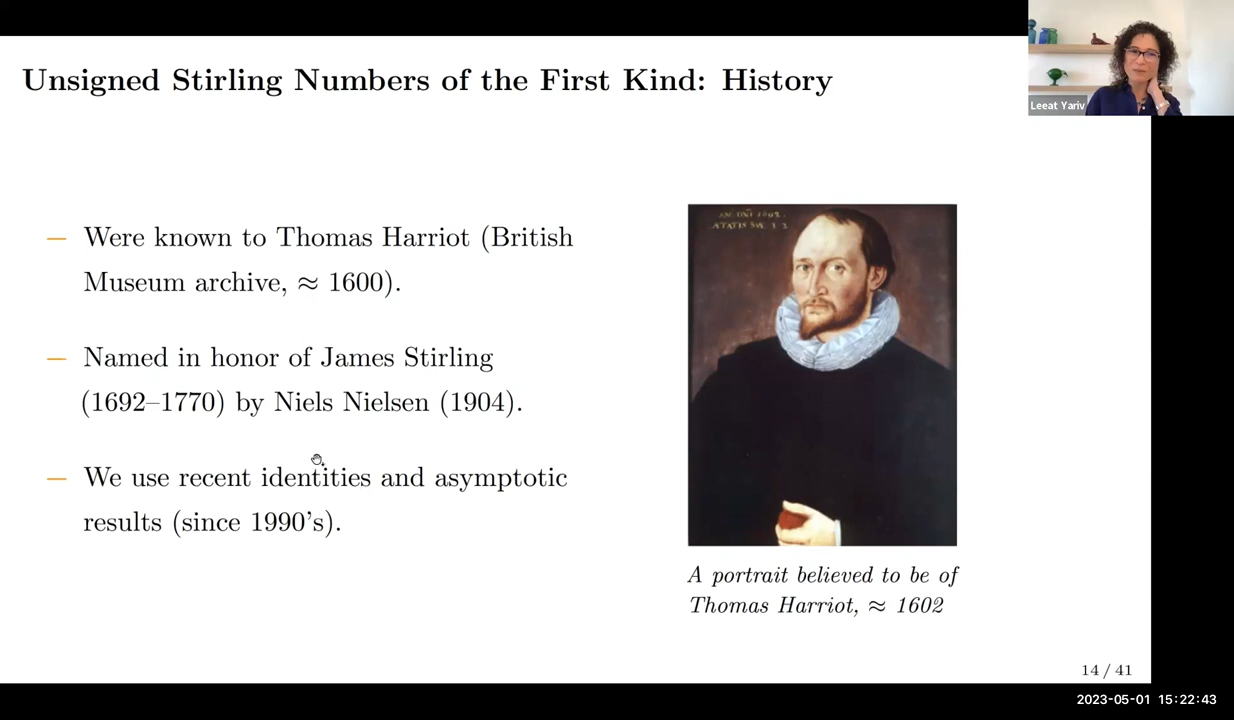 Unsigned Stirling Numbers of the First Kind: History
Leeat Yariv
— Were known to Thomas Harriot (British
Museum archive, ≈ 1600).
— Named in honor of James Stirling
(1692–1770) by Niels Nielsen (1904).
— We use recent identities and asymptotic
results (since 1990's).
A portrait believed to be of
Thomas Harriot, ≈ 1602
14 / 41
2023-05-01 15:22:43